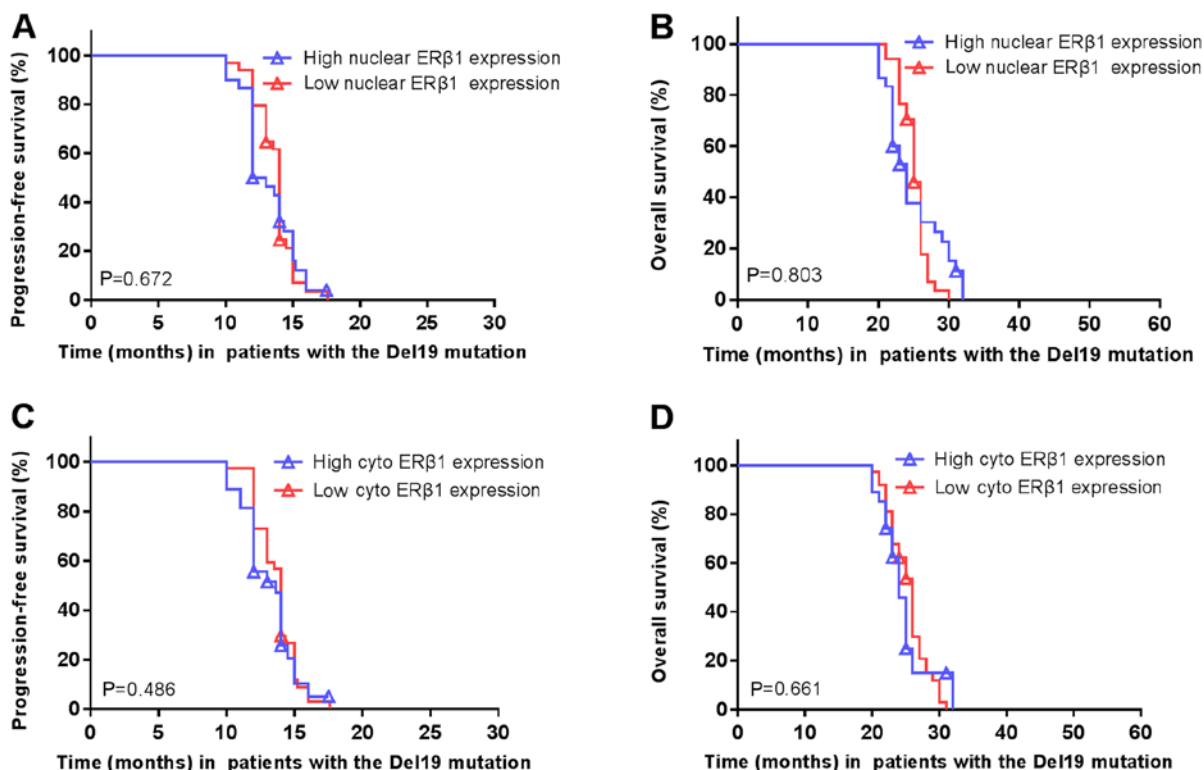 A
Progression-free survival (%)
100
80
60
40
20
0
High nuclear ERβ1 expression
Low nuclear ERβ1 expression
P=0.672
0 5 10 15 20 25 30
Time (months) in patients with the Del19 mutation
B
Overall survival (%)
100
80
60
40
20
0
High nuclear ERβ1 expression
Low nuclear ERβ1 expression
P=0.803
0 10 20 30 40 50 60
Time (months) in patients with the Del19 mutation
C
Progression-free survival (%)
100
80
60
40
20
0
High cyto ERβ1 expression
Low cyto ERβ1 expression
P=0.486
0 5 10 15 20 25 30
Time (months) in patients with the Del19 mutation
D
Overall survival (%)
100
80
60
40
20
0
High cyto ERβ1 expression
Low cyto ERβ1 expression
P=0.661
0 10 20 30 40 50 60
Time (months) in patients with the Del19 mutation